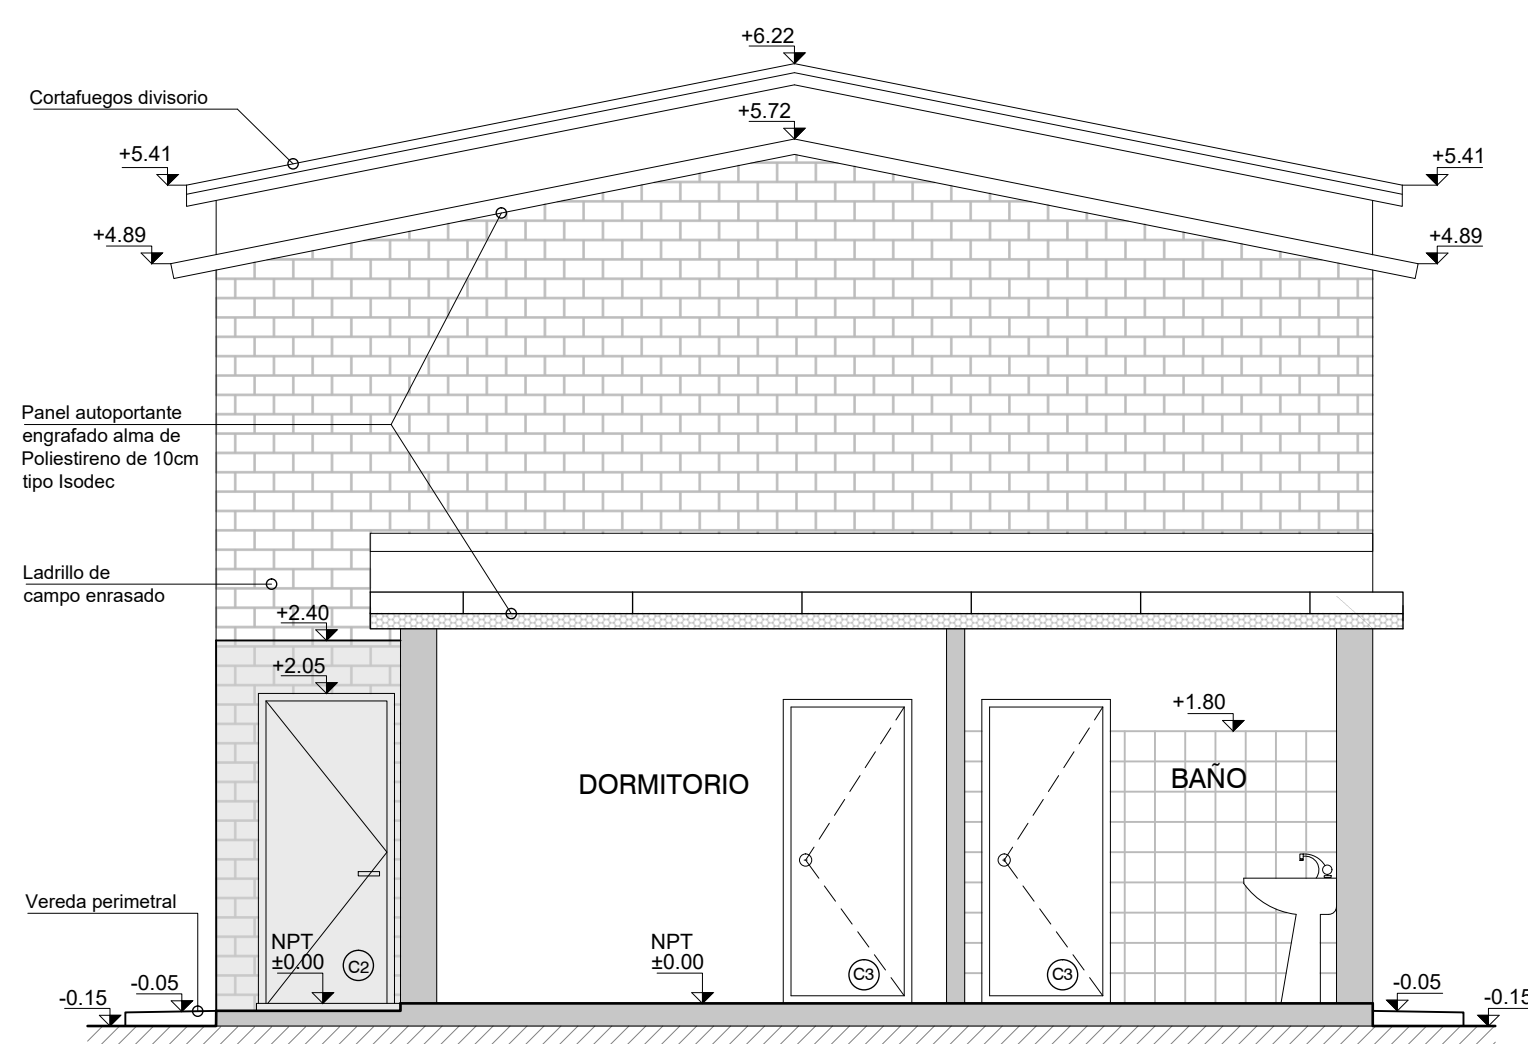 +6.22
Cortafuegos divisorio
+5.72
+5.41
+5.41
+4.89
+4.89
Panel autoportante
engrafado alma de
Poliestireno de 10cm
tipo Isodec
Ladrillo de
campo enrasado
+2.40
+2.05
+1.80
DORMITORIO
BAÑO
Vereda perimetral
NPT
±0.00
C2
NPT
±0.00
C3
C3
-0.05
-0.15
-0.05
-0.15